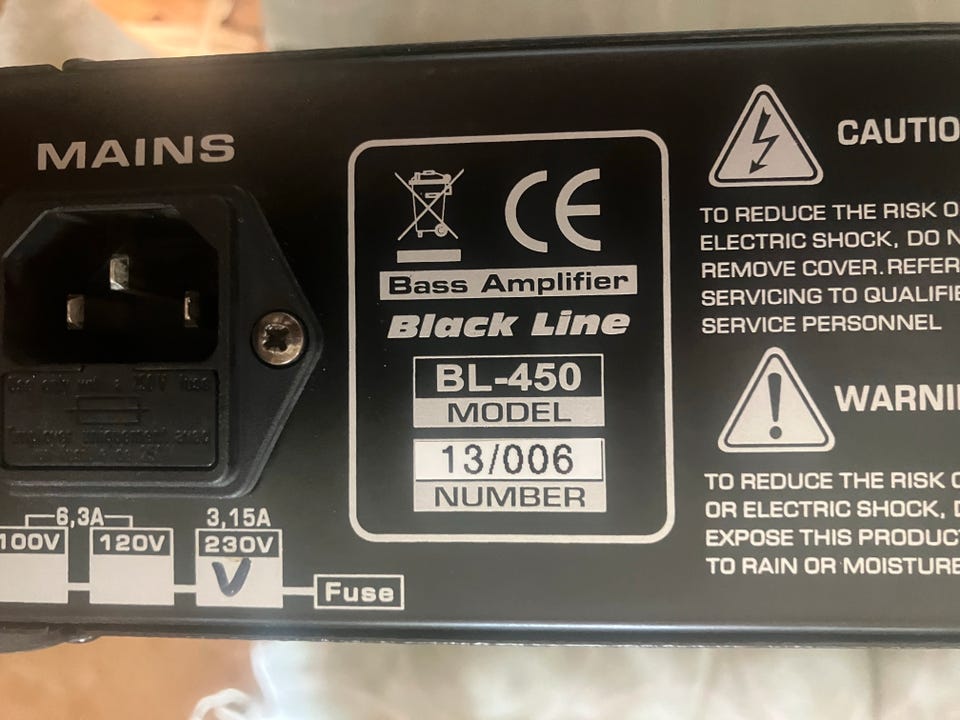 MAINS
Bass Amplifier
Black Line
BL-450
MODEL
13/006
NUMBER
6,3A
3,15A
100V
120V
230V
V
Fuse
CAUTIO
TO REDUCE THE RISK O
ELECTRIC SHOCK, DO N
REMOVE COVER.REFER
SERVICING TO QUALIFIE
SERVICE PERSONNEL
WARNI
TO REDUCE THE RISK O
OR ELECTRIC SHOCK, D
EXPOSE THIS PRODUCT
TO RAIN OR MOISTURE
CE